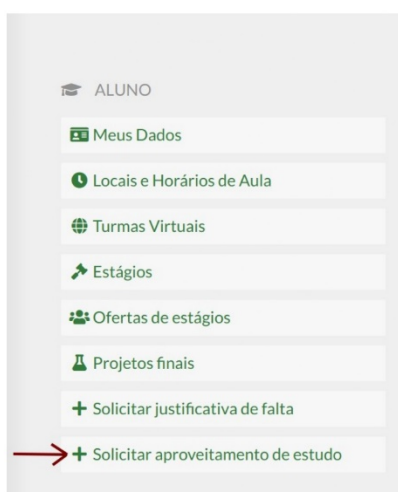 ALUNO
Meus Dados
Locais e Horários de Aula
Turmas Virtuais
Estágios
Ofertas de estágios
Projetos finais
Solicitar justificativa de falta
Solicitar aproveitamento de estudo